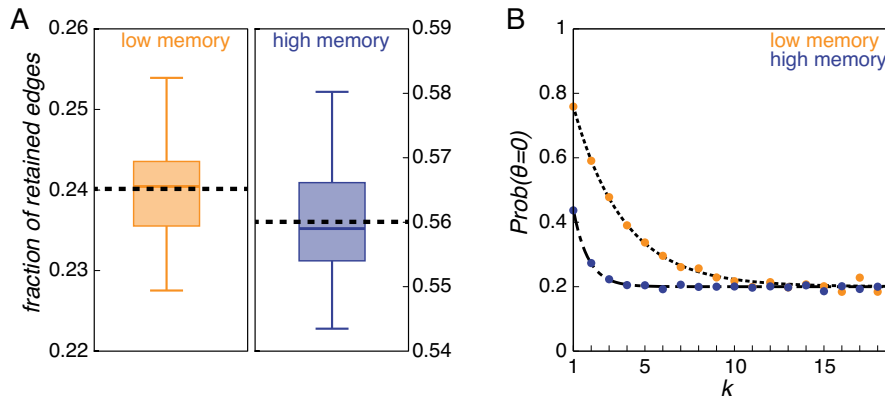 A
fraction of retained edges
0.26
0.25
0.24
0.23
0.22
low memory
high memory
0.59
0.58
0.57
0.56
0.55
0.54
B
Prob(θ=0)
1
0.8
0.6
0.4
0.2
0
low memory
high memory
1
5
10
15
k